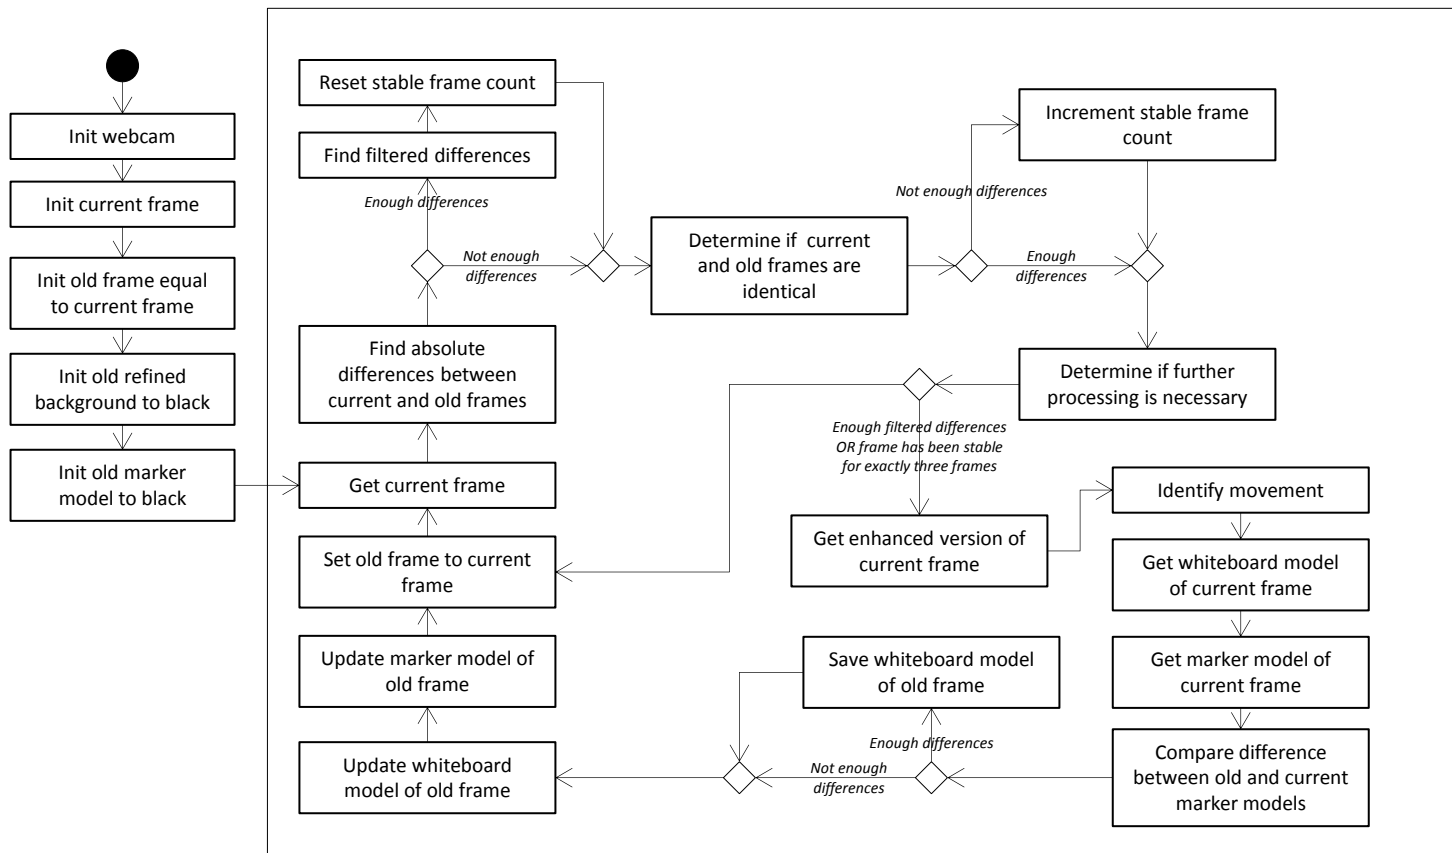 Init webcam
Init current frame
Init old frame equal
to current frame
Init old refined
background to black
Init old marker
model to black
Reset stable frame count
Find filtered differences
Enough differences
Not enough
differences
Find absolute
differences between
current and old frames
Get current frame
Set old frame to current
frame
Update marker model of
old frame
Update whiteboard
model of old frame
Determine if  current
and old frames are
identical
Not enough differences
Enough
differences
Increment stable frame
count
Determine if further
processing is necessary
Enough filtered differences
OR frame has been stable
for exactly three frames
Get enhanced version of
current frame
Identify movement
Get whiteboard model
of current frame
Get marker model of
current frame
Compare difference
between old and current
marker models
Save whiteboard model
of old frame
Enough differences
Not enough
differences